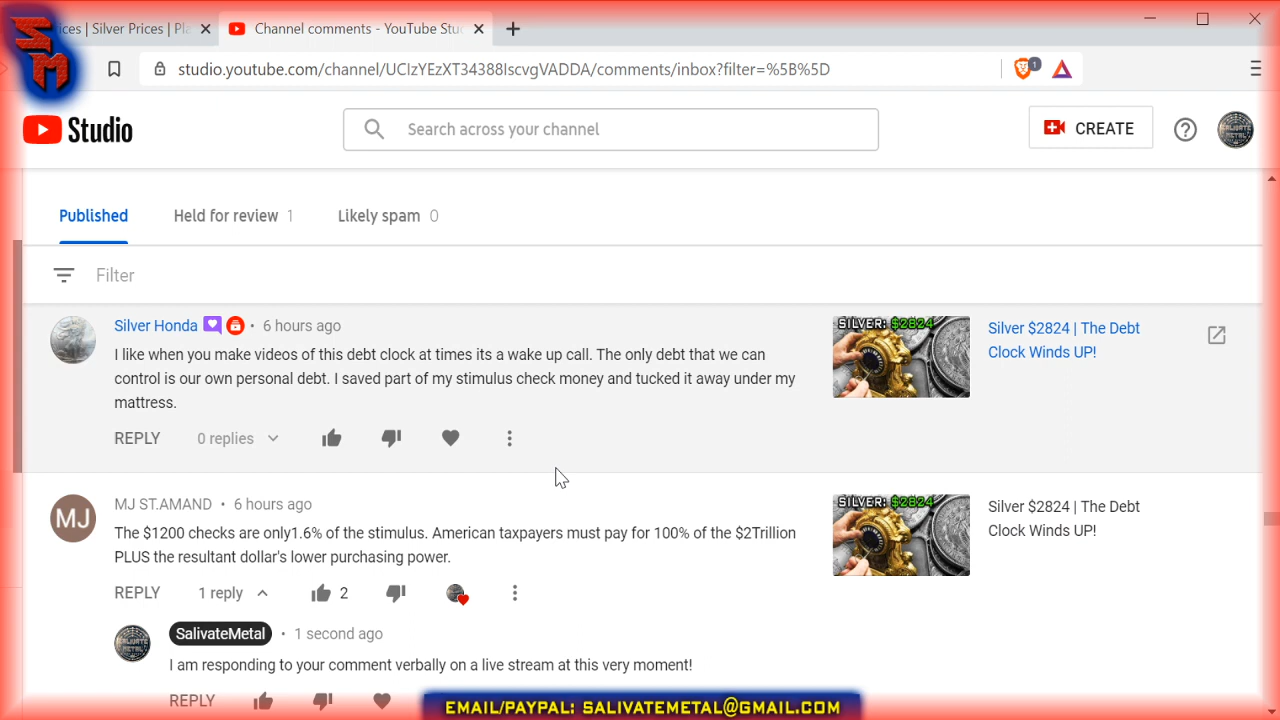 SM
ices | Silver Prices | Pla
Channel comments - YouTube Stu
studio.youtube.com/channel/UCIzYEzXT34388IscvgVADDA/comments/inbox?filter=%5B%5D
1
Studio
Search across your channel
CREATE
Published
Held for review 1
Likely spam 0
Filter
Silver Honda • 6 hours ago
I like when you make videos of this debt clock at times its a wake up call. The only debt that we can
control is our own personal debt. I saved part of my stimulus check money and tucked it away under my
mattress.
REPLY 0 replies
SILVER: $2824
Silver $2824 | The Debt
Clock Winds UP!
MJ
MJ ST.AMAND • 6 hours ago
The $1200 checks are only1.6% of the stimulus. American taxpayers must pay for 100% of the $2Trillion
PLUS the resultant dollar's lower purchasing power.
REPLY 1 reply 2
SILVER: $2824
Silver $2824 | The Debt
Clock Winds UP!
SalivateMetal • 1 second ago
I am responding to your comment verbally on a live stream at this very moment!
REPLY
EMAIL/PAYPAL: SALIVATEMETAL@GMAIL.COM